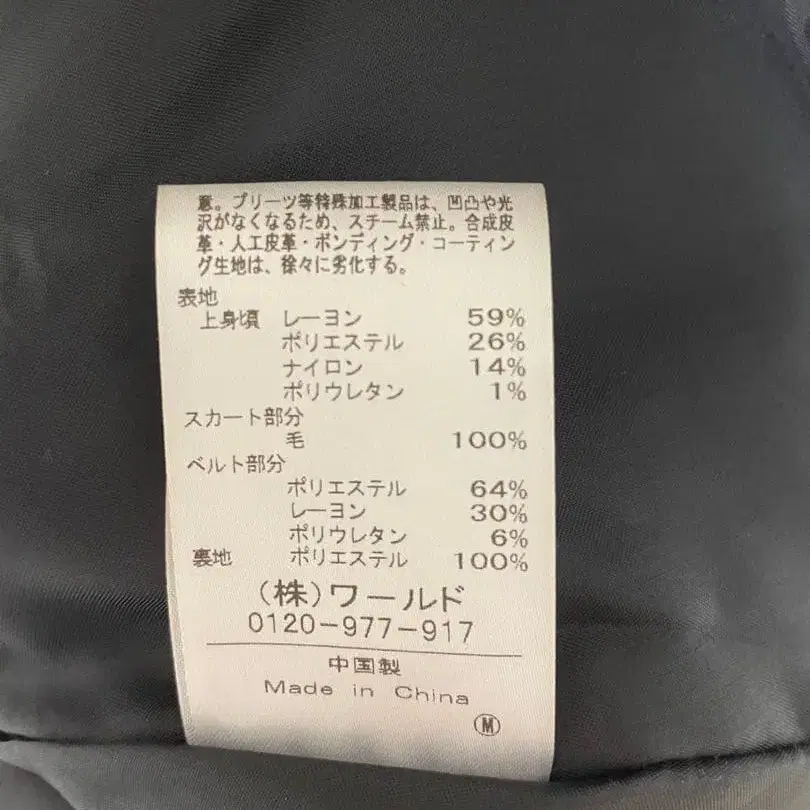 意。プリーツ等特殊加工製品は、凹凸や光
沢がなくなるため、スチーム禁止。合成皮
革・人工皮革・ボンディング・コーティン
グ生地は、徐々に劣化する。
表地
上身頃 レーヨン 59%
ポリエステル 26%
ナイロン 14%
ポリウレタン 1%
スカート部分
毛 100%
ベルト部分
ポリエステル 64%
レーヨン 30%
ポリウレタン 6%
裏地 ポリエステル 100%
(株)ワールド
0120-977-917
中国製
Made in China
M